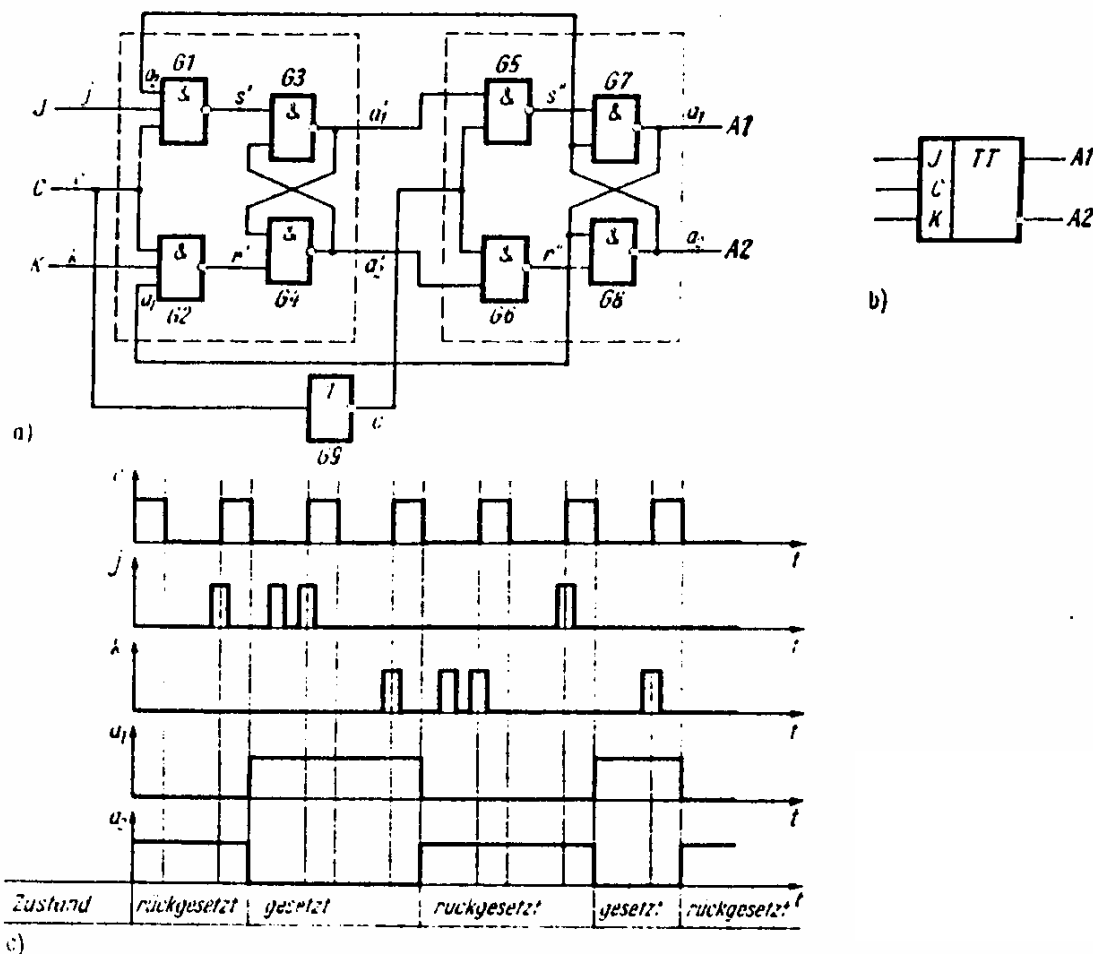 G1
G3
G5
G7
a₂
&
&
&
&
J
j
s'
a₁'
s"
a₁
A1
C
K
&
&
&
&
r'
a₂'
r"
a₂
A2
a₁
G2
G4
G6
G8
1
G9
a)
J
TT
A1
C
K
A2
b)
t
j
t
k
t
a₁
t
a₂
t
Zustand
rückgesetzt
gesetzt
rückgesetzt
gesetzt
rückgesetzt
c)